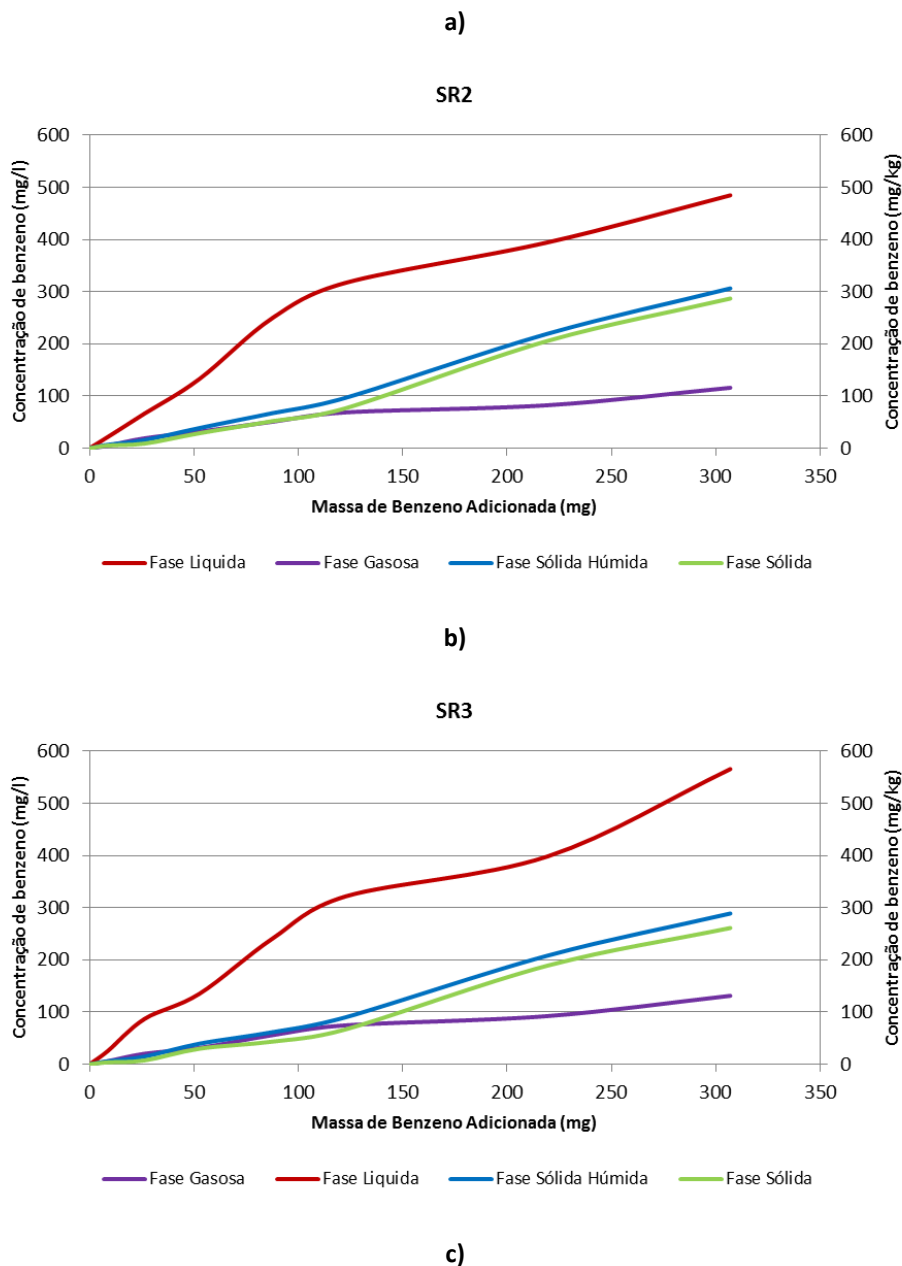 a)
SR2
Concentração de benzeno (mg/l)
600
500
400
300
200
100
0
600
500
400
300
200
100
0
Concentração de benzeno (mg/kg)
0 50 100 150 200 250 300 350
Massa de Benzeno Adicionada (mg)
Fase Liquida Fase Gasosa Fase Sólida Húmida Fase Sólida
b)
SR3
Concentração de benzeno (mg/l)
600
500
400
300
200
100
0
600
500
400
300
200
100
0
Concentração de benzeno (mg/kg)
0 50 100 150 200 250 300 350
Massa de Benzeno Adicionada (mg)
Fase Gasosa Fase Liquida Fase Sólida Húmida Fase Sólida
c)